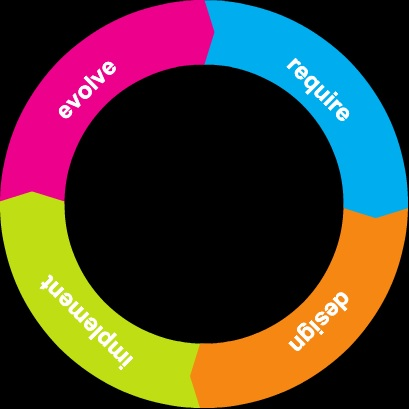 require
design
implement
evolve